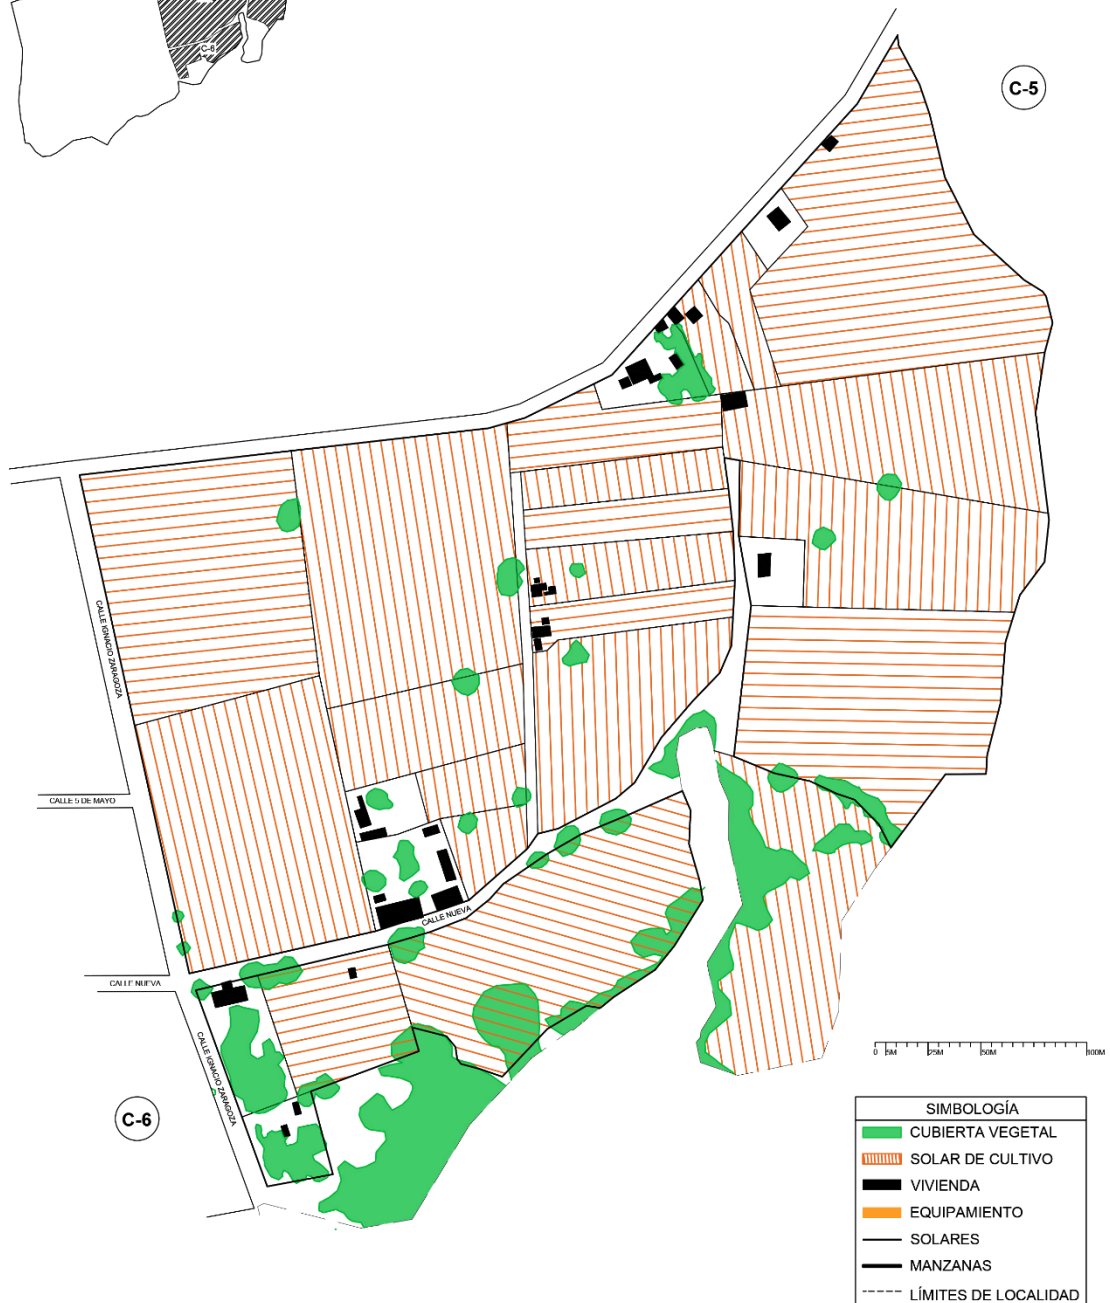 C-6
C-5
CALLE IGNACIO ZARAGOZA
CALLE 5 DE MAYO
CALLE NUEVA
CALLE NUEVA
CALLE IGNACIO ZARAGOZA
C-6
0 5M 25M 50M 100M
SIMBOLOGÍA
CUBIERTA VEGETAL
SOLAR DE CULTIVO
VIVIENDA
EQUIPAMIENTO
SOLARES
MANZANAS
LÍMITES DE LOCALIDAD